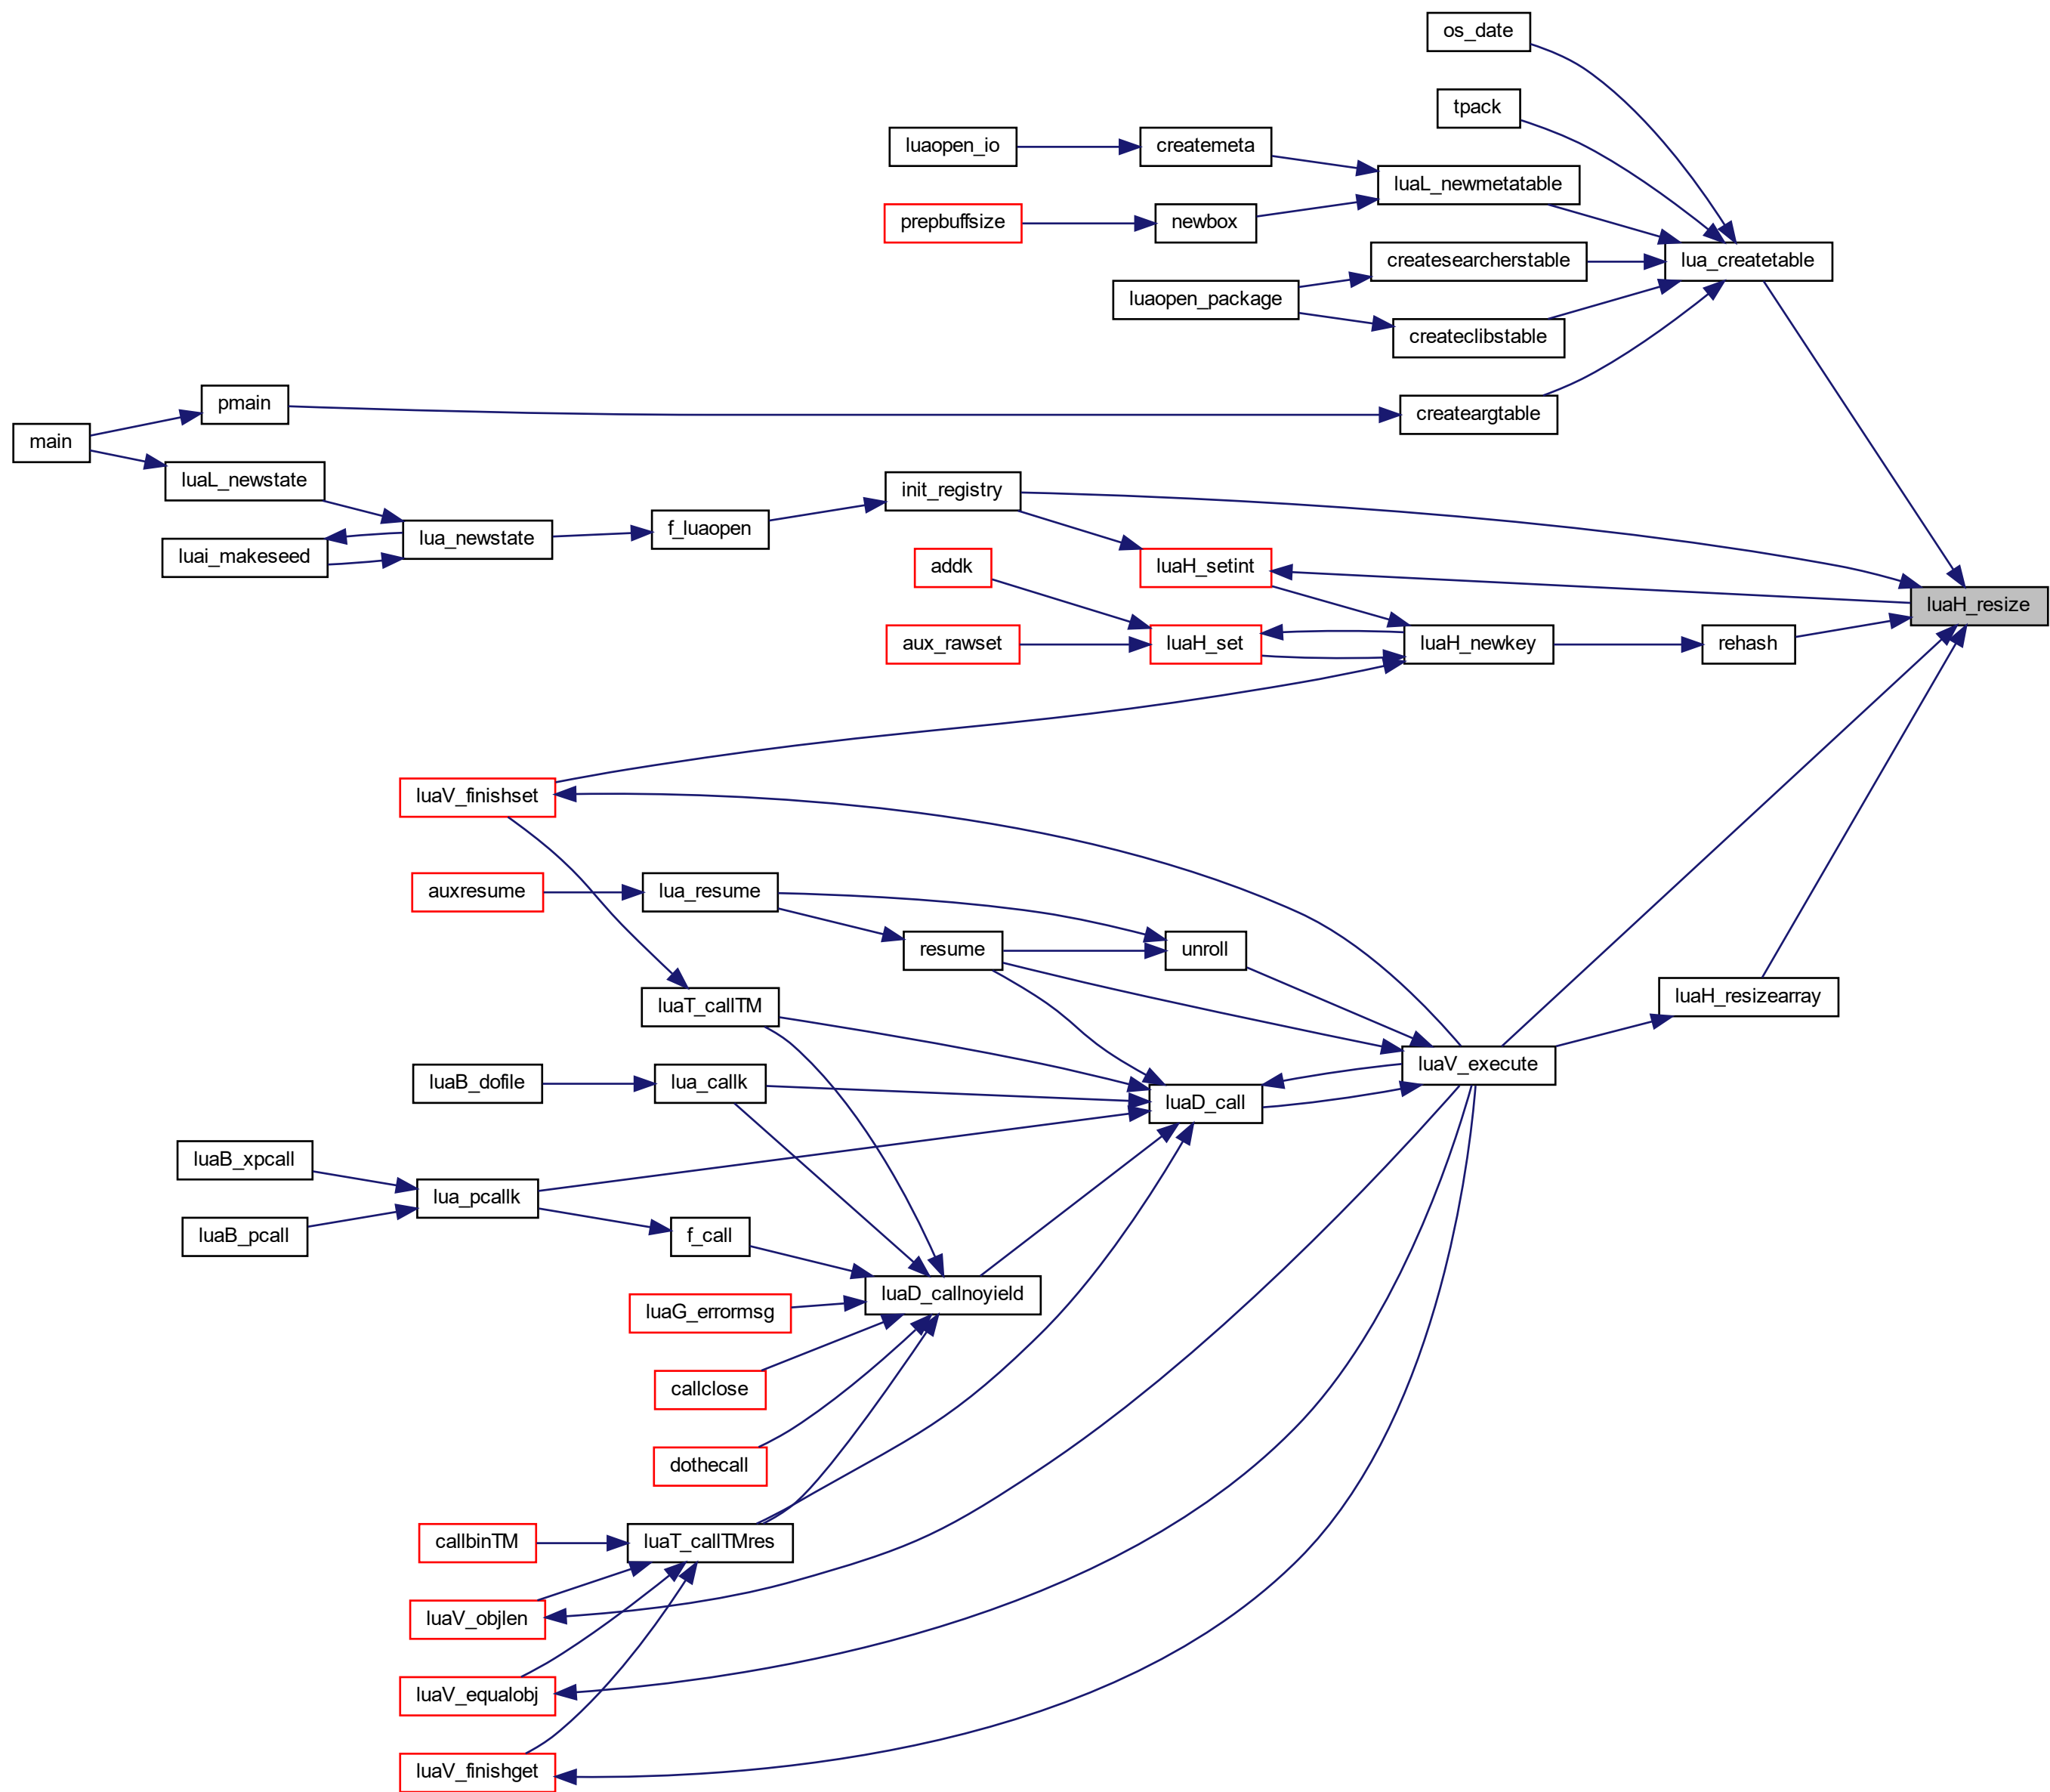 os_date
tpack
luaopen_io
createmeta
luaL_newmetatable
prepbuffsize
newbox
createsearcherstable
lua_createtable
luaopen_package
createclibstable
pmain
createargtable
main
luaL_newstate
init_registry
f_luaopen
lua_newstate
luai_makeseed
addk
luaH_setint
luaH_resize
aux_rawset
luaH_set
luaH_newkey
rehash
luaV_finishset
auxresume
lua_resume
resume
unroll
luaT_callTM
luaH_resizearray
luaV_execute
luaB_dofile
lua_callk
luaD_call
luaB_xpcall
lua_pcallk
luaB_pcall
f_call
luaD_callnoyield
luaG_errormsg
callclose
dothecall
callbinTM
luaT_callTMres
luaV_objlen
luaV_equalobj
luaV_finishget